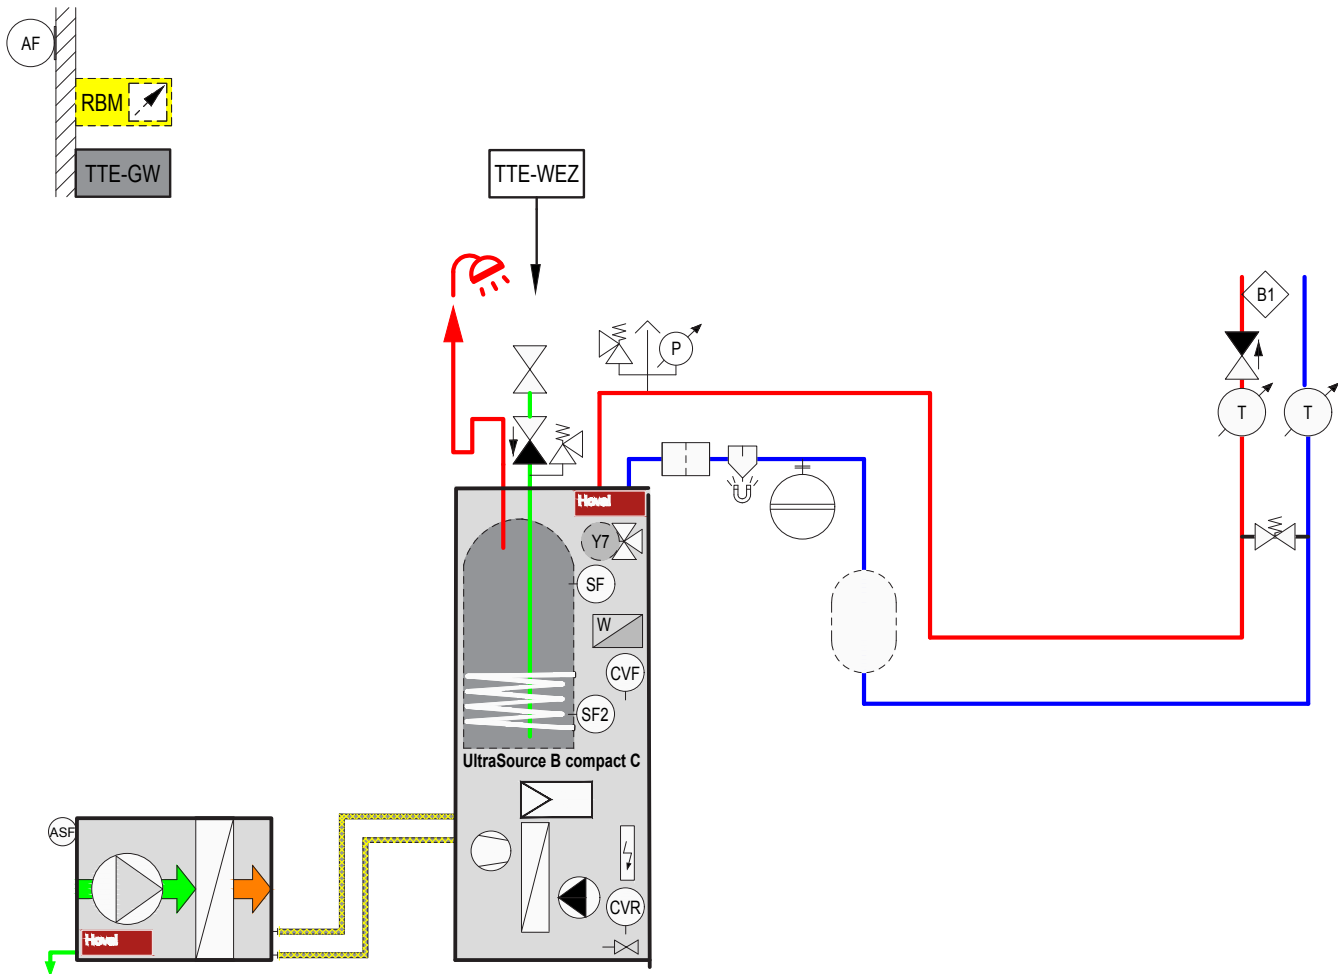 AF
RBM
TTE-GW
TTE-WEZ
B1
P
T
T
Hoval
Y7
SF
W
CVF
SF2
UltraSource B compact C
ASF
CVR
Hoval